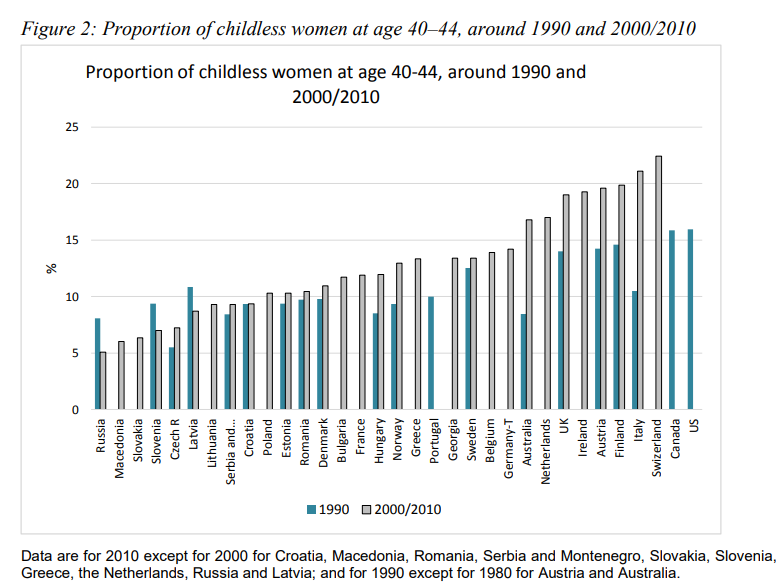 Figure 2: Proportion of childless women at age 40–44, around 1990 and 2000/2010
Proportion of childless women at age 40-44, around 1990 and
2000/2010
25
20
15
10
5
0
%
Russia
Macedonia
Slovakia
Slovenia
Czech R
Latvia
Lithuania
Serbia and...
Croatia
Poland
Estonia
Romania
Denmark
Bulgaria
France
Hungary
Norway
Greece
Portugal
Georgia
Sweden
Belgium
Germany-T
Australia
Netherlands
UK
Ireland
Austria
Finland
Italy
Swizerland
Canada
US
1990 2000/2010
Data are for 2010 except for 2000 for Croatia, Macedonia, Romania, Serbia and Montenegro, Slovakia, Slovenia,
Greece, the Netherlands, Russia and Latvia; and for 1990 except for 1980 for Austria and Australia.